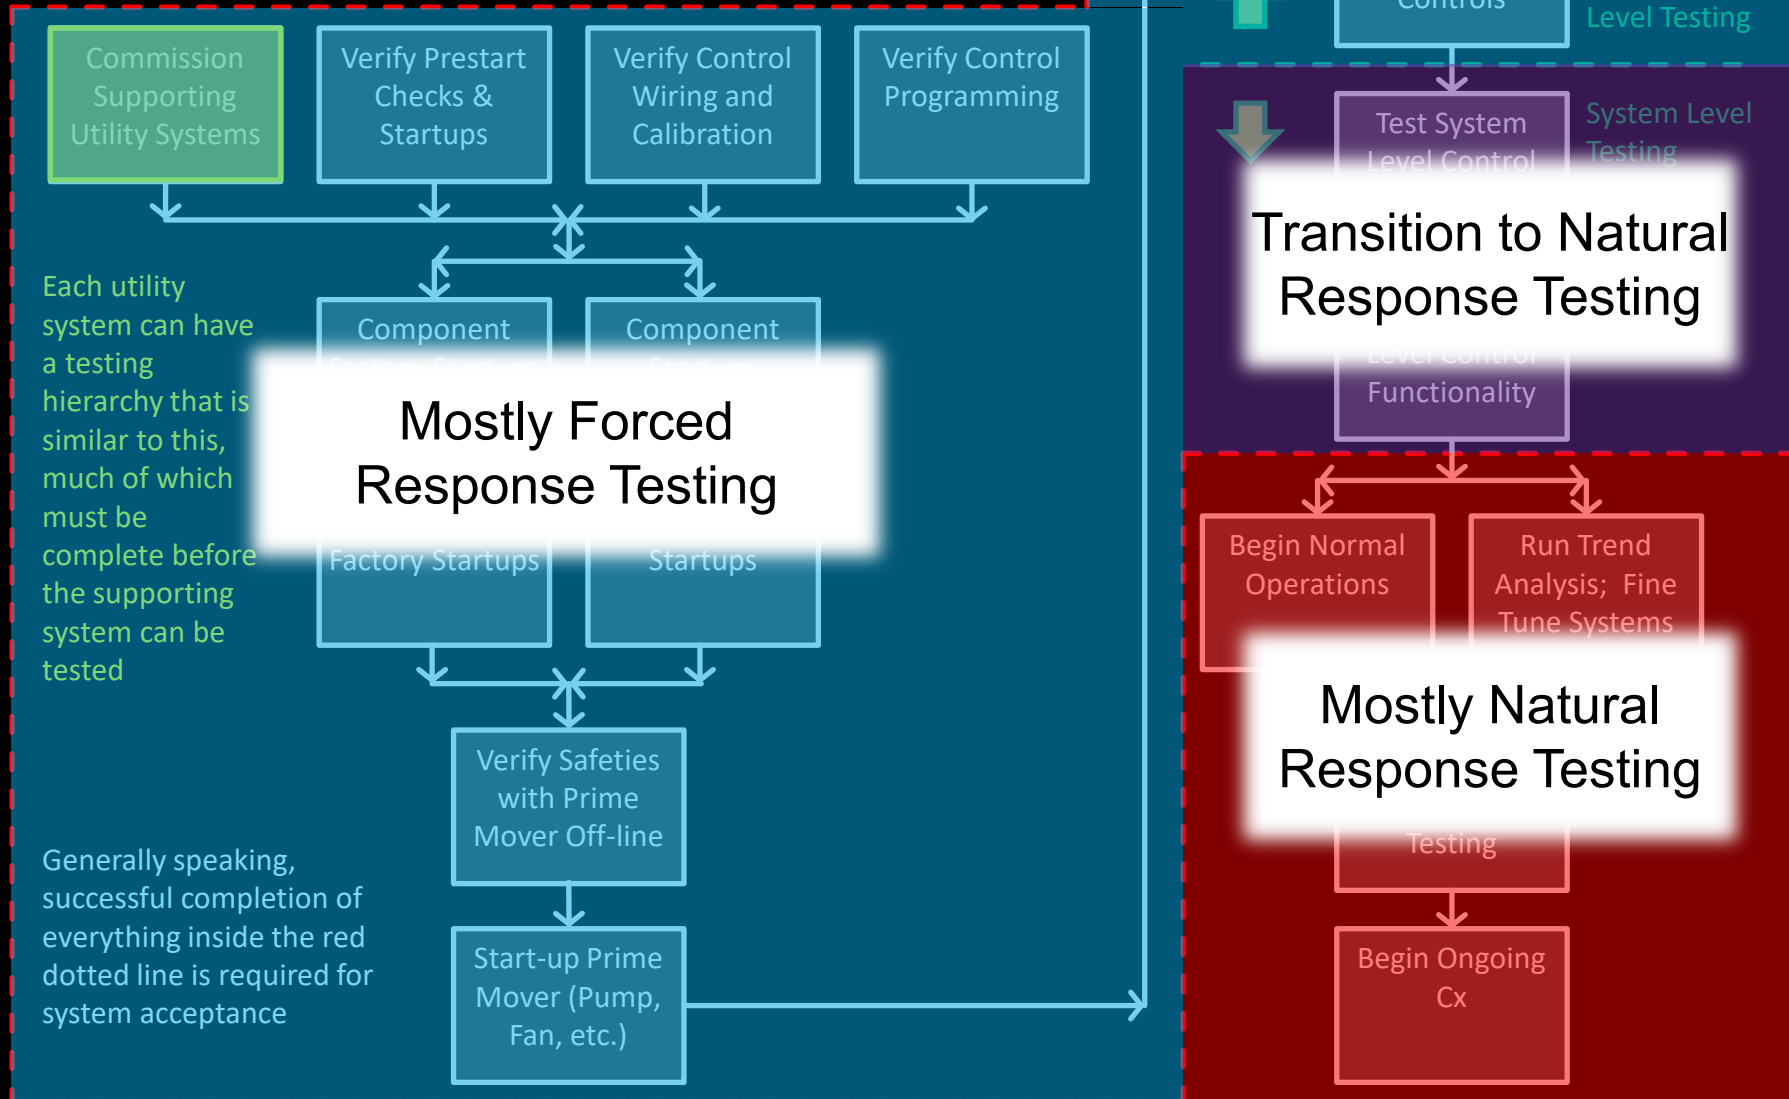 Commission
Supporting
Utility Systems
Verify Prestart
Checks &
Startups
Verify Control
Wiring and
Calibration
Verify Control
Programming
Each utility
system can have
a testing
hierarchy that is
similar to this,
much of which
must be
complete before
the supporting
system can be
tested
Component
Component
Mostly Forced
Response Testing
Factory Startups
Startups
Verify Safeties
with Prime
Mover Off-line
Generally speaking,
successful completion of
everything inside the red
dotted line is required for
system acceptance
Start-up Prime
Mover (Pump,
Fan, etc.)
Controls
Level Testing
Test System
Level Control
System Level
Testing
Transition to Natural
Response Testing
Level Control
Functionality
Begin Normal
Operations
Run Trend
Analysis;  Fine
Tune Systems
Mostly Natural
Response Testing
Testing
Begin Ongoing
Cx